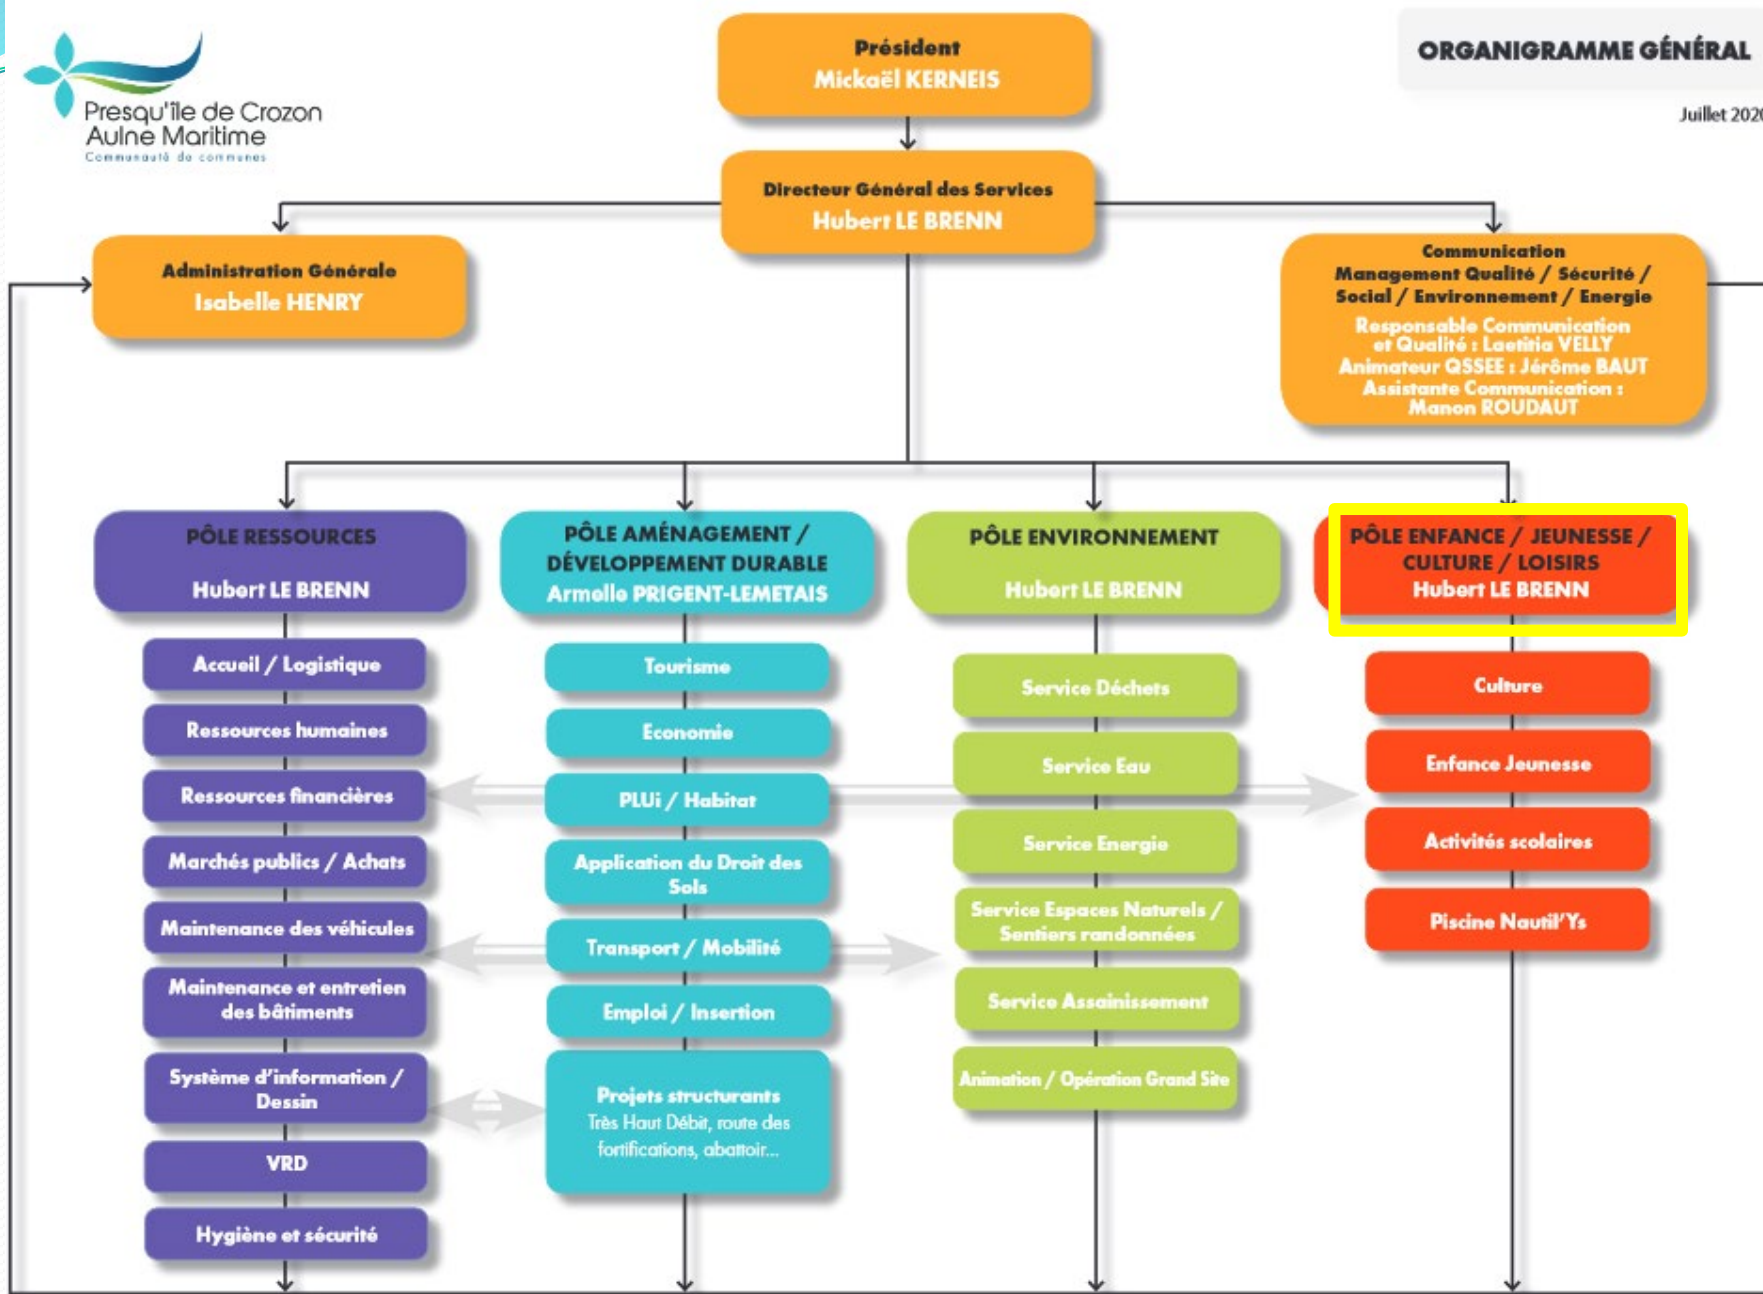 Presqu'île de Crozon
Aulne Maritime
Communauté de communes
Président
Mickaël KERNEIS
ORGANIGRAMME GÉNÉRAL
Juillet 2020
Directeur Général des Services
Hubert LE BRENN
Administration Générale
Isabelle HENRY
Communication
Management Qualité / Sécurité /
Social / Environnement / Energie
Responsable Communication
et Qualité : Laetitia VELLY
Animateur QSSEE : Jérôme BAUT
Assistante Communication :
Manon ROUDAUT
PÔLE RESSOURCES
Hubert LE BRENN
Accueil / Logistique
Ressources humaines
Ressources financières
Marchés publics / Achats
Maintenance des véhicules
Maintenance et entretien
des bâtiments
Système d'information /
Dessin
VRD
Hygiène et sécurité
PÔLE AMÉNAGEMENT /
DÉVELOPPEMENT DURABLE
Armelle PRIGENT-LEMETAIS
Tourisme
Economie
PLUi / Habitat
Application du Droit des
Sols
Transport / Mobilité
Emploi / Insertion
Projets structurants
Très Haut Débit, route des
fortifications, abattoir...
PÔLE ENVIRONNEMENT
Hubert LE BRENN
Service Déchets
Service Eau
Service Energie
Service Espaces Naturels /
Sentiers randonnées
Service Assainissement
Animation / Opération Grand Site
PÔLE ENFANCE / JEUNESSE /
CULTURE / LOISIRS
Hubert LE BRENN
Culture
Enfance Jeunesse
Activités scolaires
Piscine Nautil'Ys